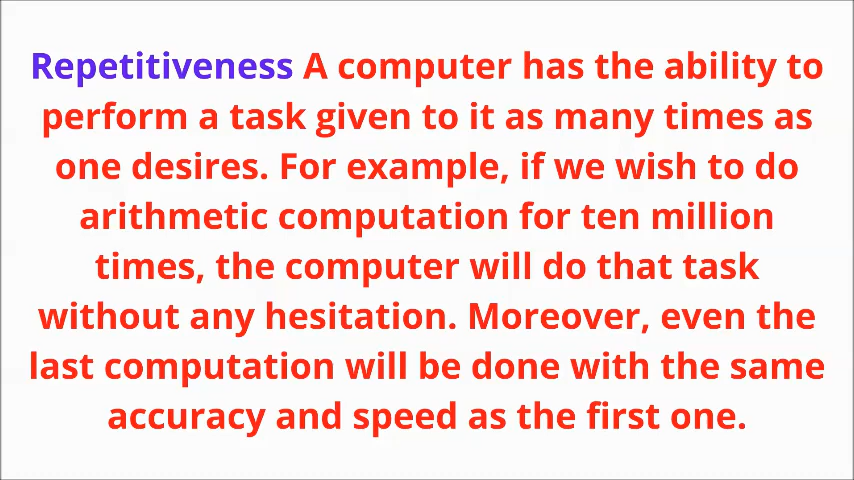 Repetitiveness A computer has the ability to
perform a task given to it as many times as
one desires. For example, if we wish to do
arithmetic computation for ten million
times, the computer will do that task
without any hesitation. Moreover, even the
last computation will be done with the same
accuracy and speed as the first one.